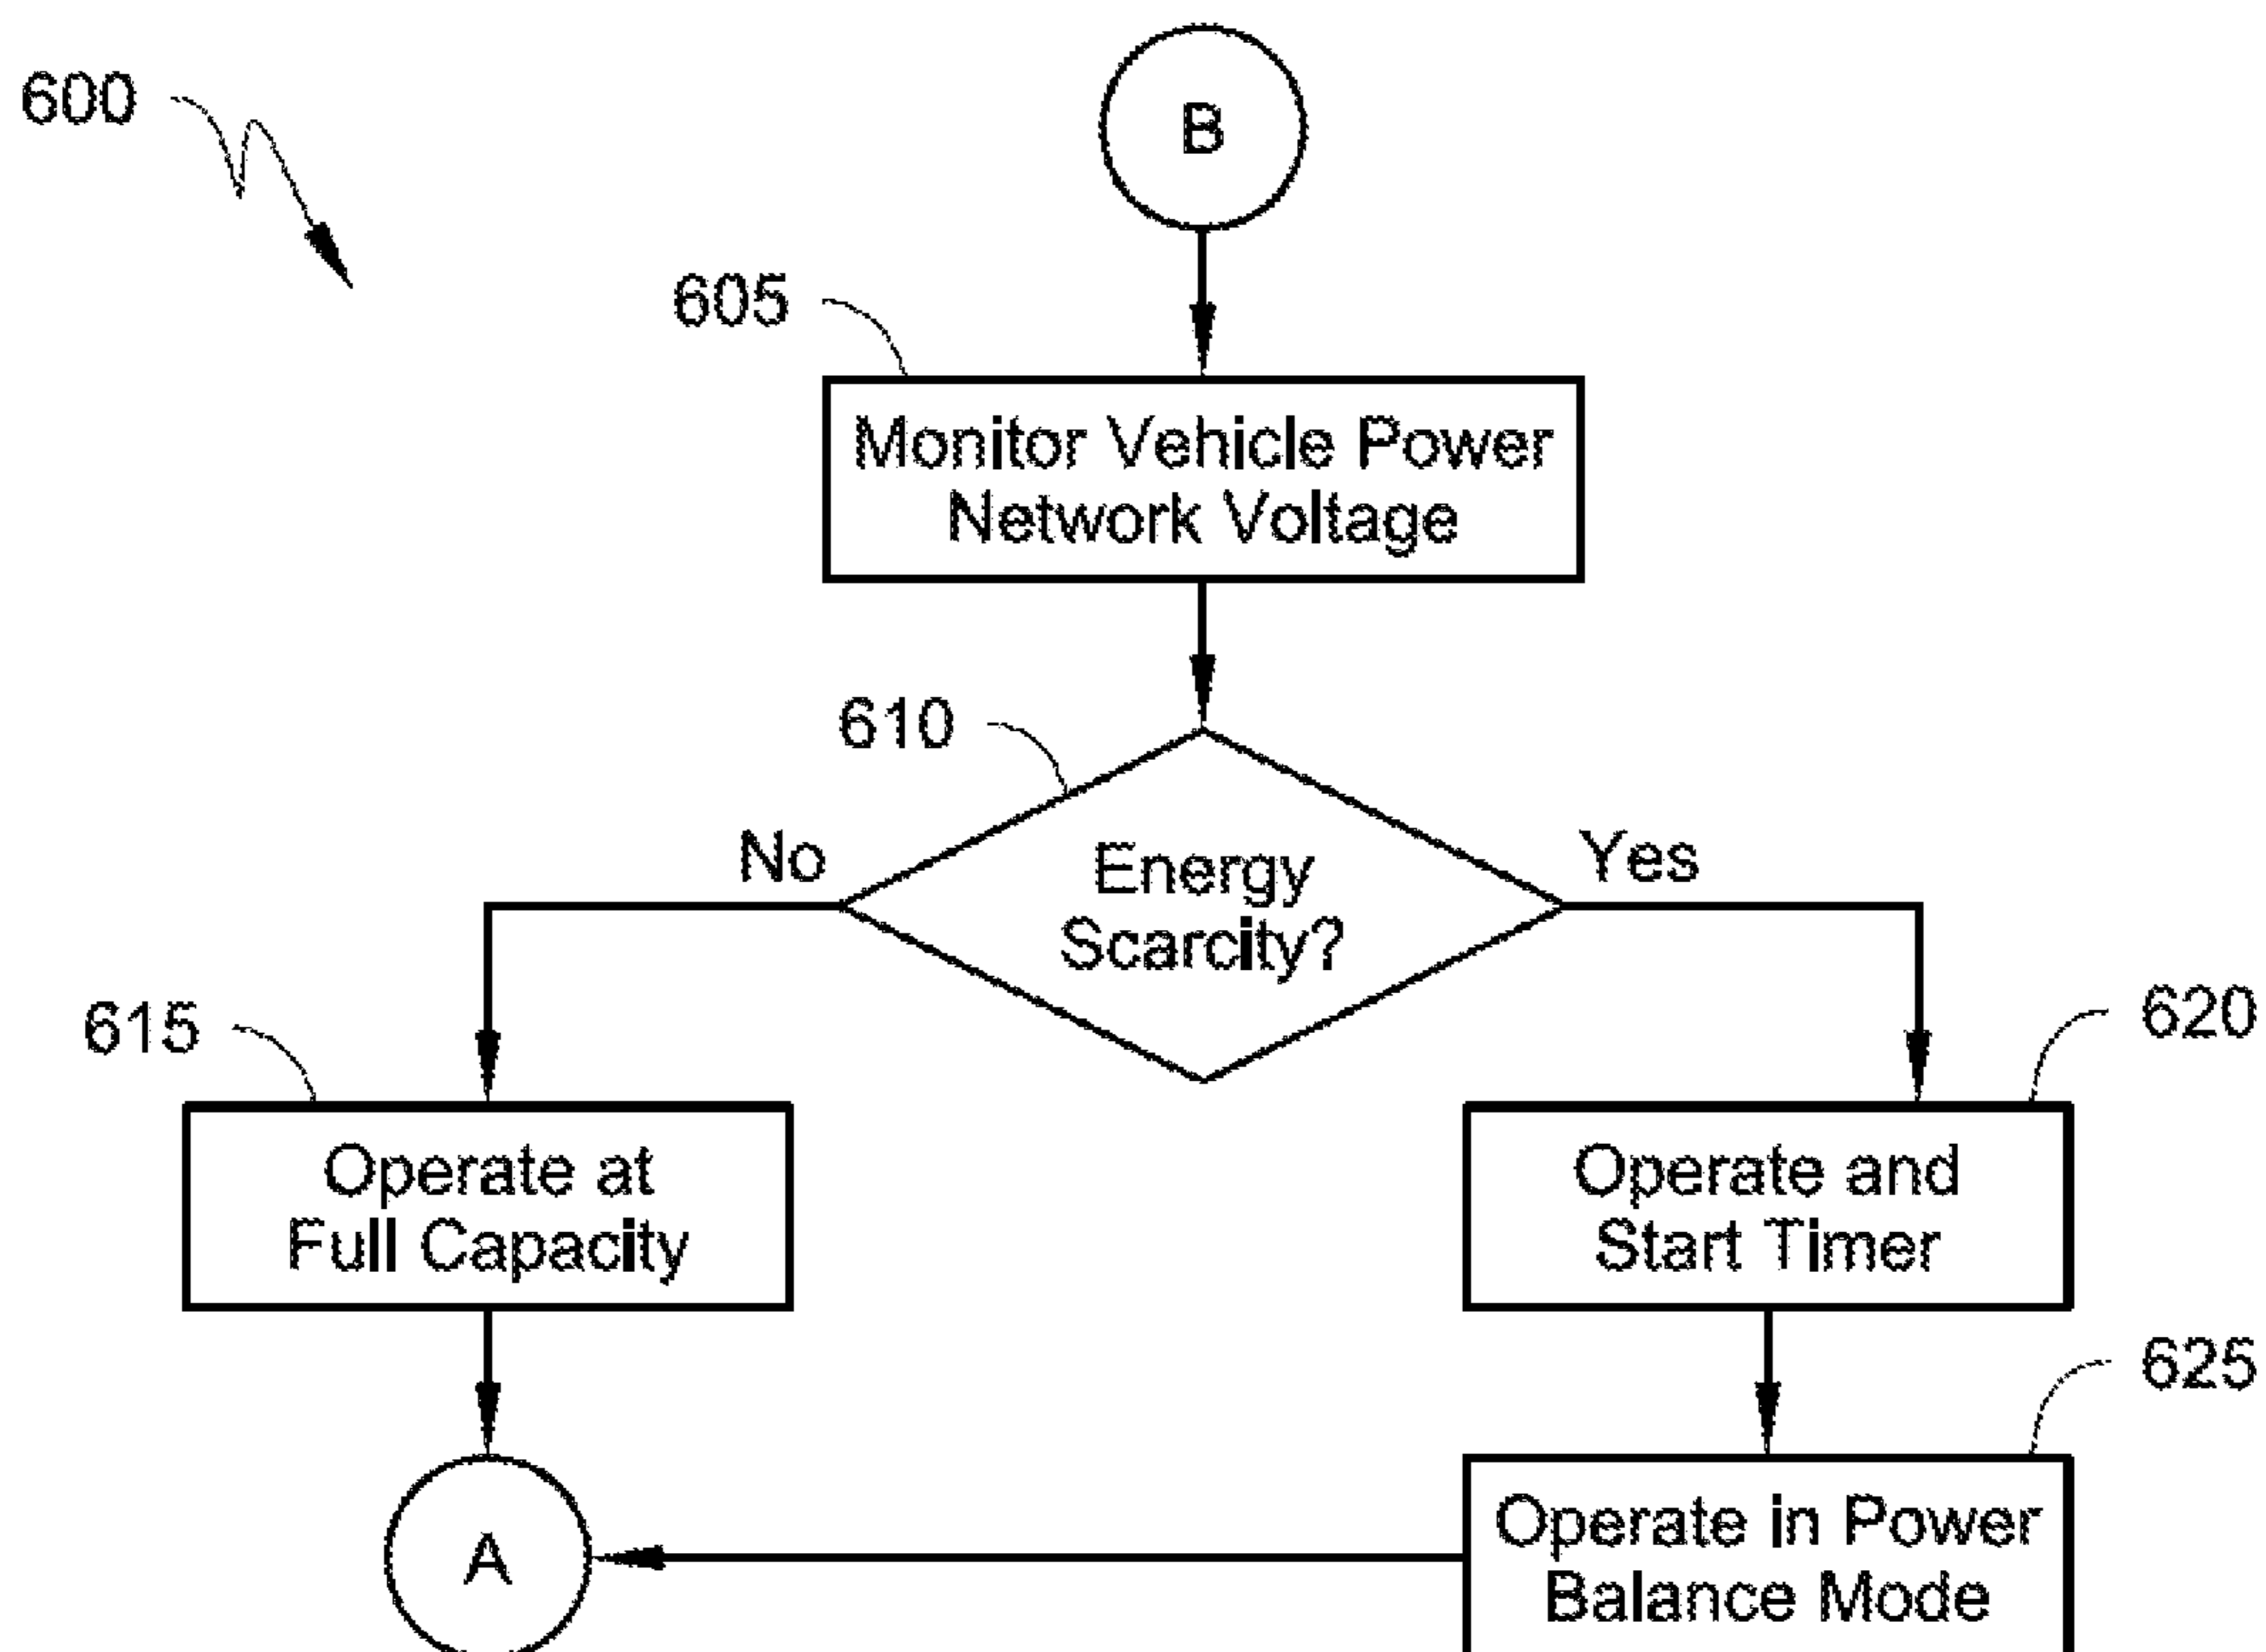 600
B
605
Monitor Vehicle Power
Network Voltage
610
No
Energy
Scarcity?
Yes
615
Operate at
Full Capacity
620
Operate and
Start Timer
625
A
Operate in Power
Balance Mode